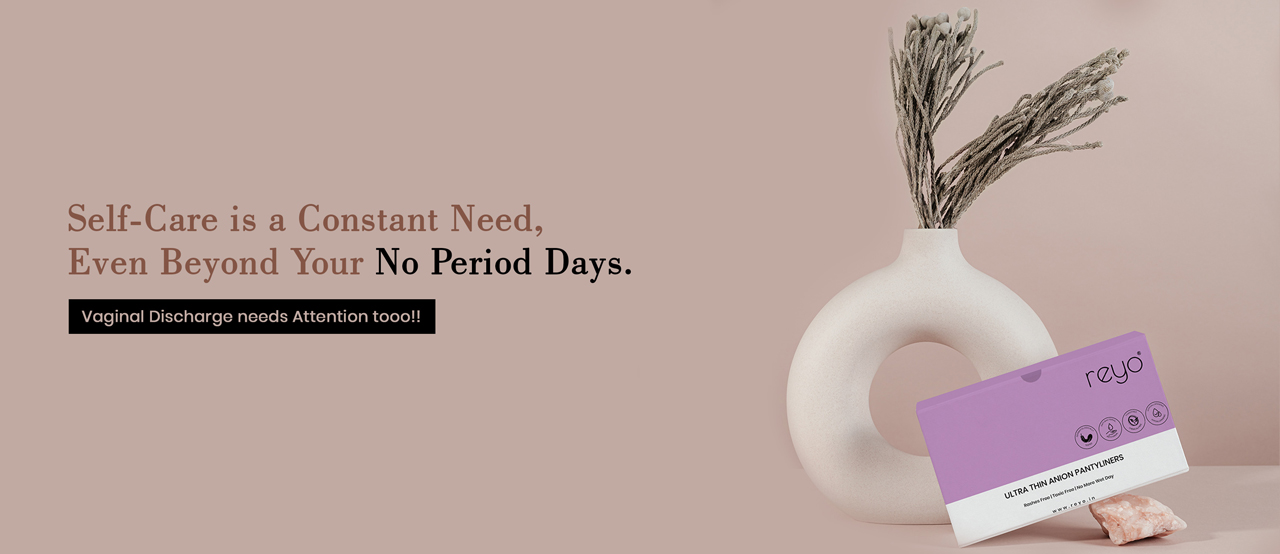 Self-Care is a Constant Need,
Even Beyond Your No Period Days.
Vaginal Discharge needs Attention tooo!!
reyo®
ULTRA THIN ANION PANTYLINERS
Rashes Free | Toxic Free | No More Wet Day
www.reyo.in